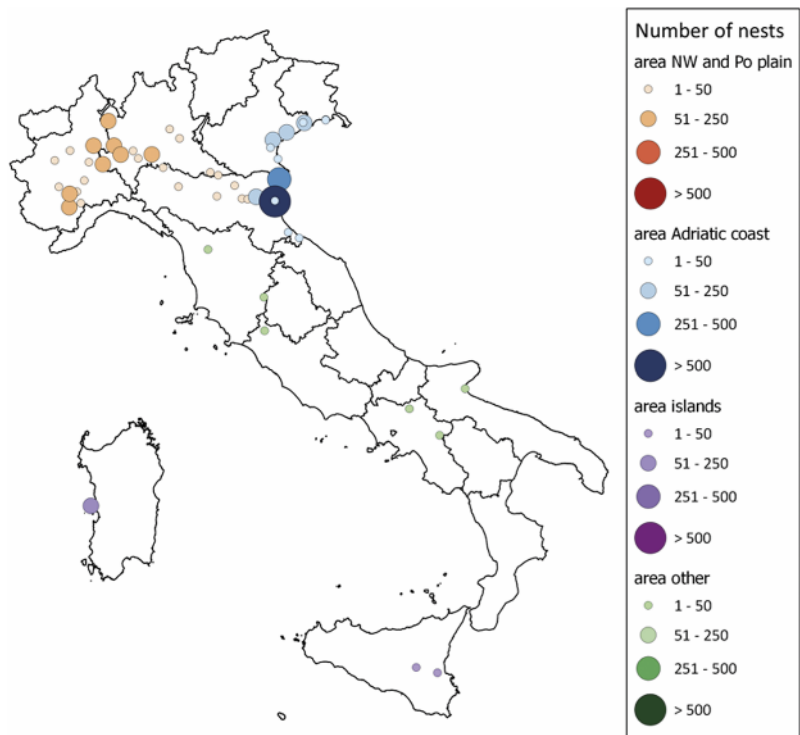 Number of nests
area NW and Po plain
1 - 50
51 - 250
251 - 500
> 500
area Adriatic coast
1 - 50
51 - 250
251 - 500
> 500
area islands
1 - 50
51 - 250
251 - 500
> 500
area other
1 - 50
51 - 250
251 - 500
> 500